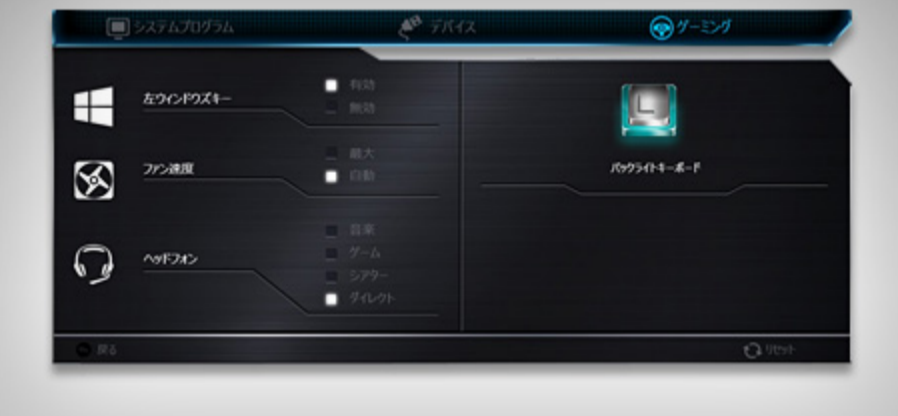 システムプログラム
デバイス
ゲーミング
左ウィンドウズキー
有効
無効
ファン速度
最大
自動
ヘッドフォン
音楽
ゲーム
シアター
ダイレクト
L
バックライトキーボード
戻る
リセット